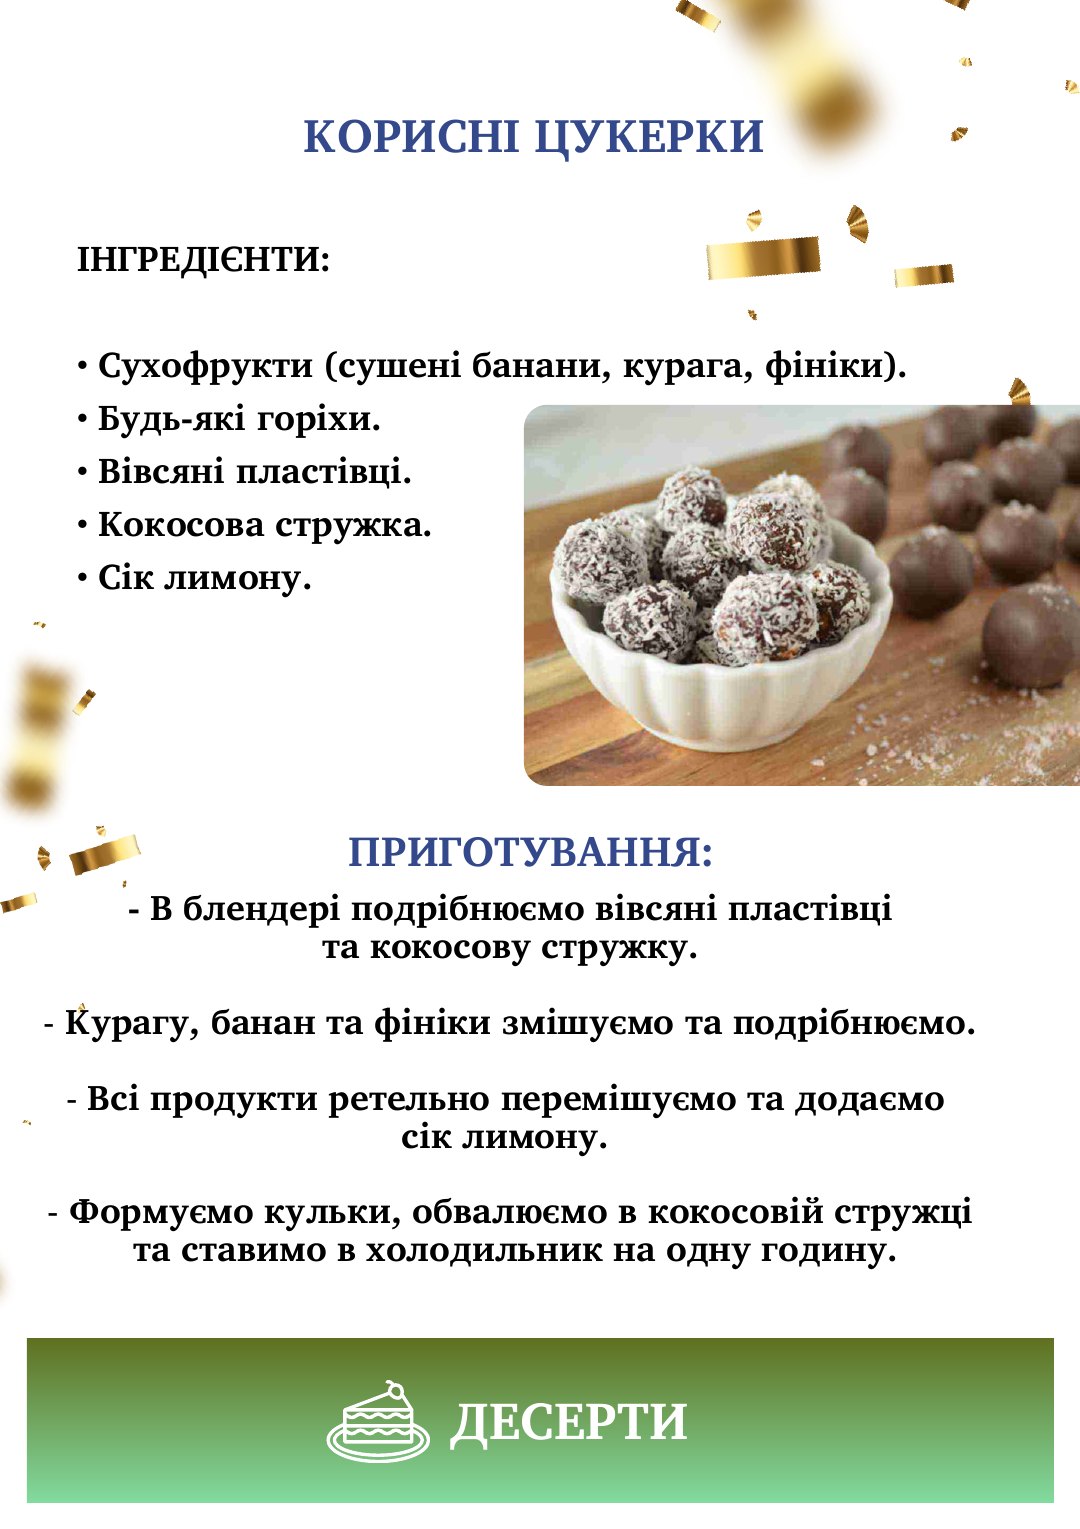 КОРИСНІ ЦУКЕРКИ
ІНГРЕДІЄНТИ:
• Сухофрукти (сушені банани, курага, фініки).
• Будь-які горіхи.
• Вівсяні пластівці.
• Кокосова стружка.
• Сік лимону.
ПРИГОТУВАННЯ:
- В блендері подрібнюємо вівсяні пластівці
та кокосову стружку.
- Курагу, банан та фініки змішуємо та подрібнюємо.
- Всі продукти ретельно перемішуємо та додаємо
сік лимону.
- Формуємо кульки, обвалюємо в кокосовій стружці
та ставимо в холодильник на одну годину.
ДЕСЕРТИ